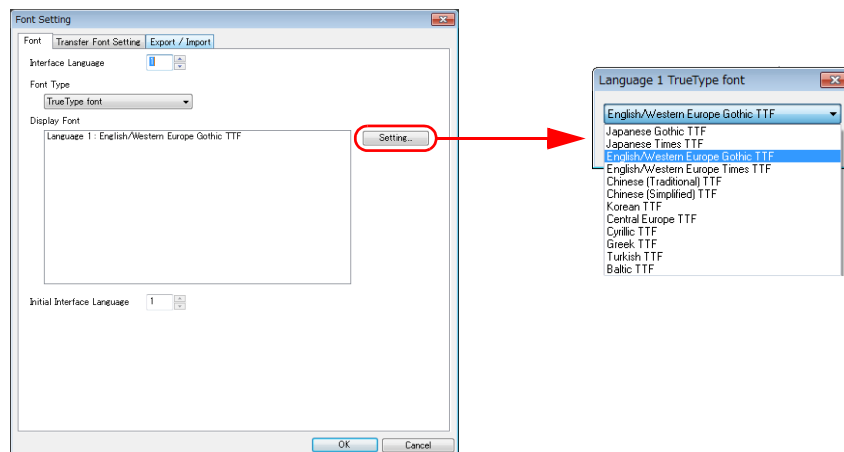 Font Setting
Font Transfer Font Setting Export / Import
Interface Language 1
Font Type
TrueType font
Display Font
Language 1 : English/Western Europe Gothic TTF
Setting...
Initial Interface Language 1
OK Cancel
Language 1 TrueType font
English/Western Europe Gothic TTF
Japanese Gothic TTF
Japanese Times TTF
English/Western Europe Gothic TTF
English/Western Europe Times TTF
Chinese (Traditional) TTF
Chinese (Simplified) TTF
Korean TTF
Central Europe TTF
Cyrillic TTF
Greek TTF
Turkish TTF
Baltic TTF